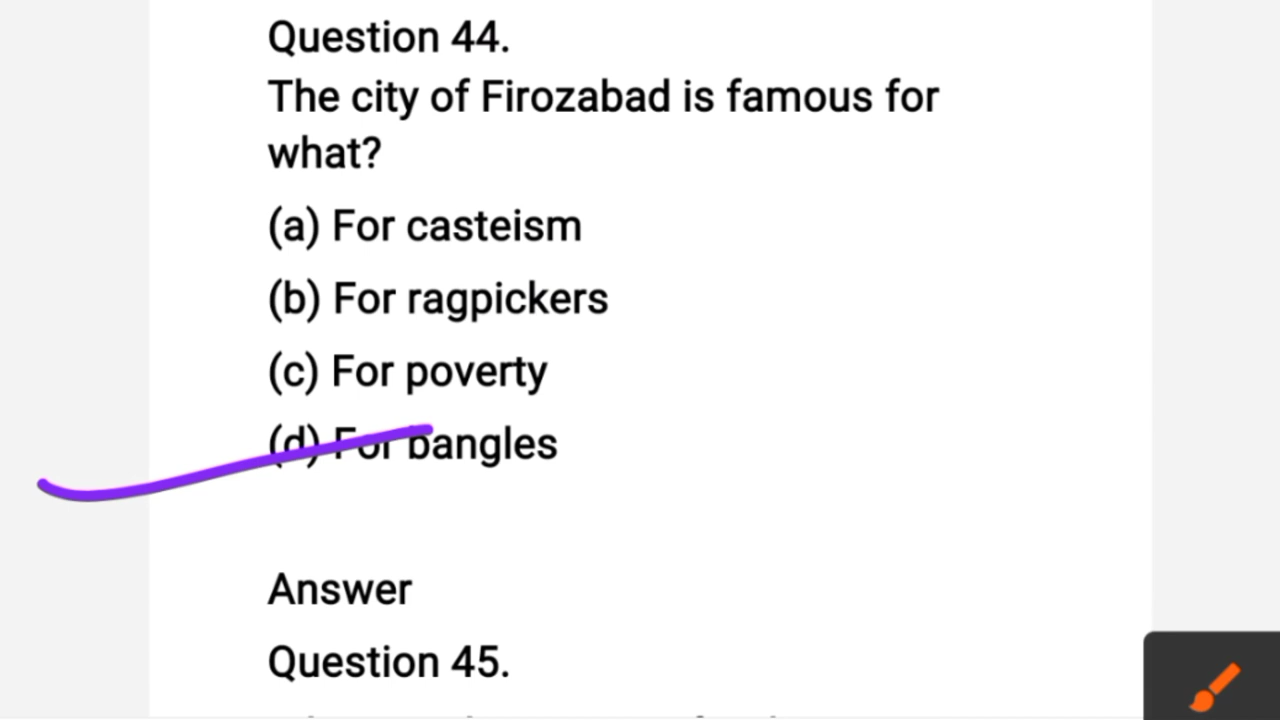 Question 44.
The city of Firozabad is famous for
what?
(a) For casteism
(b) For ragpickers
(c) For poverty
(d) For bangles
Answer
Question 45.